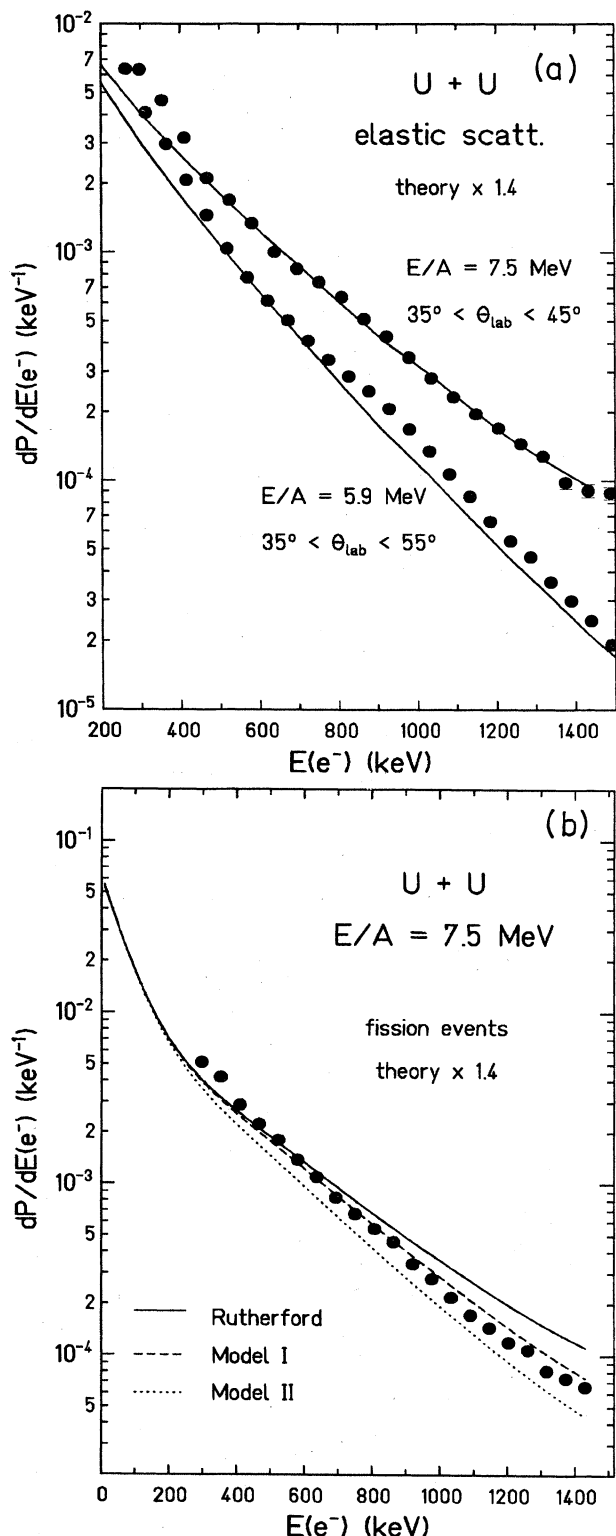 (a)
U + U
elastic scatt.
theory x 1.4
E/A = 7.5 MeV
35° < θlab < 45°
E/A = 5.9 MeV
35° < θlab < 55°
dP/dE(e⁻) (keV⁻¹)
10⁻²
7
5
3
2
10⁻³
7
5
3
2
10⁻⁴
7
5
3
2
10⁻⁵
200 400 600 800 1000 1200 1400
E(e⁻) (keV)
(b)
U + U
E/A = 7.5 MeV
fission events
theory x 1.4
dP/dE(e⁻) (keV⁻¹)
10⁻¹
5
2
10⁻²
5
2
10⁻³
5
2
10⁻⁴
5
Rutherford
Model I
Model II
0 200 400 600 800 1000 1200 1400
E(e⁻) (keV)